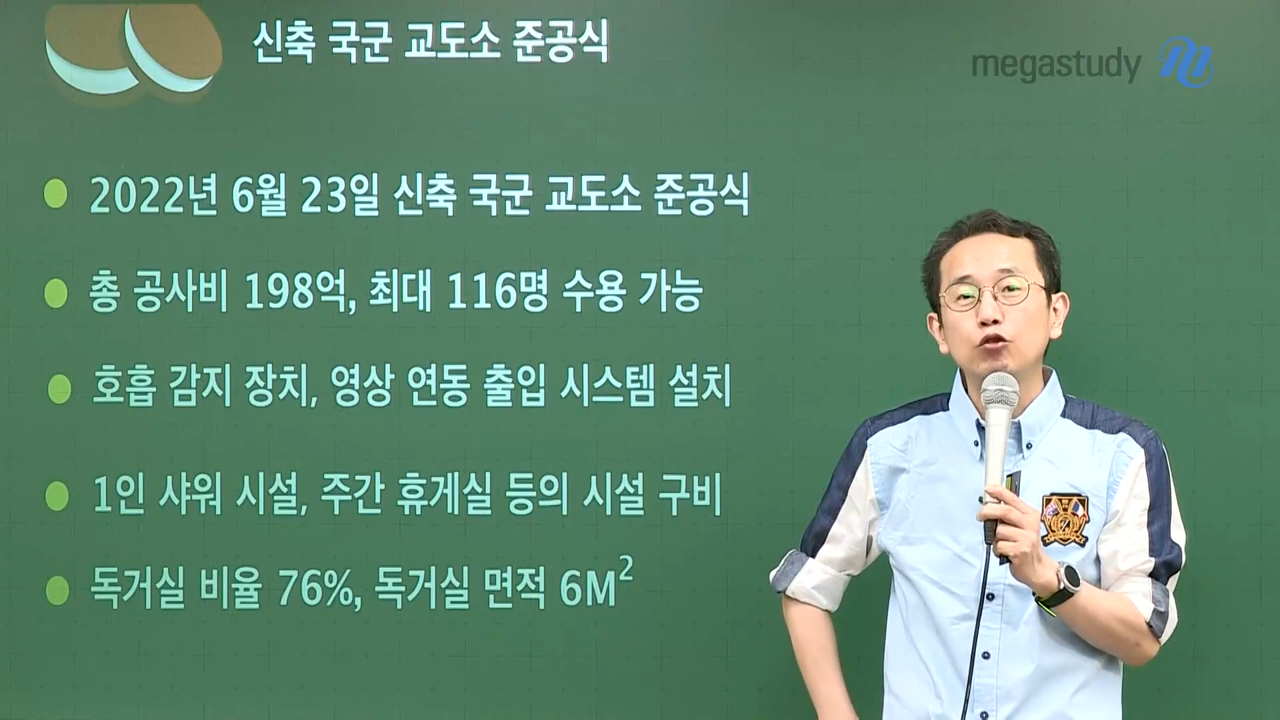 신축 국군 교도소 준공식
megastudy
2022년 6월 23일 신축 국군 교도소 준공식
총 공사비 198억, 최대 116명 수용 가능
호흡 감지 장치, 영상 연동 출입 시스템 설치
1인 샤워 시설, 주간 휴게실 등의 시설 구비
독거실 비율 76%, 독거실 면적 6M²